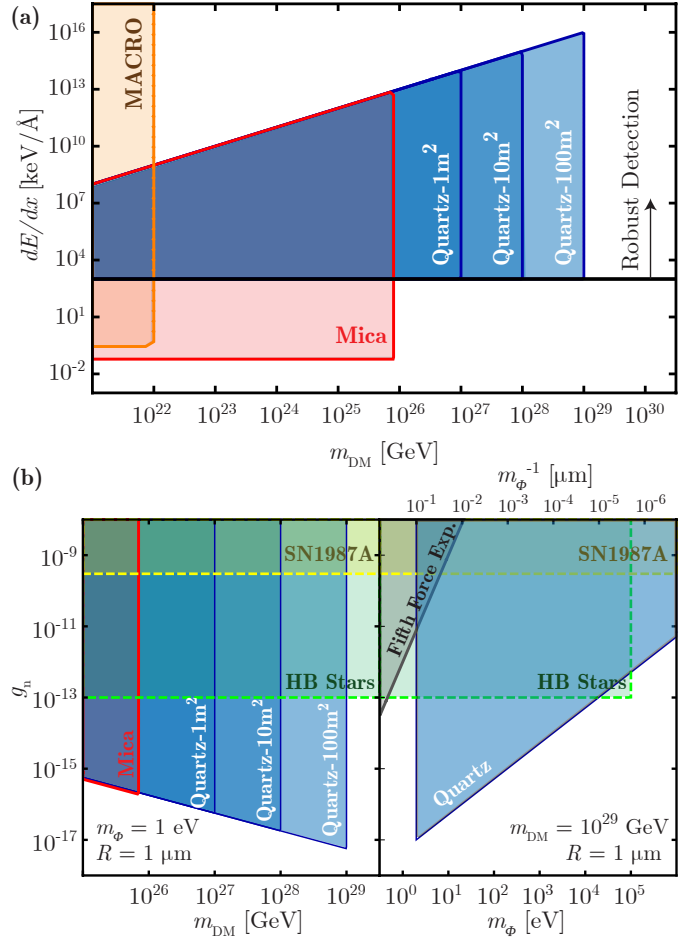 (a)
10^16
10^13
10^10
10^7
10^4
10^1
10^-2
dE/dx [keV/Å]
MACRO
Quartz-1m^2
Quartz-10m^2
Quartz-100m^2
Robust Detection
Mica
10^22 10^23 10^24 10^25 10^26 10^27 10^28 10^29 10^30
m_DM [GeV]
(b)
m_Φ^-1 [μm]
10^-1 10^-2 10^-3 10^-4 10^-5 10^-6
10^-9
10^-11
10^-13
10^-15
10^-17
g_n
SN1987A
HB Stars
Mica
Quartz-1m^2
Quartz-10m^2
Quartz-100m^2
m_Φ = 1 eV
R = 1 μm
10^26 10^27 10^28 10^29
m_DM [GeV]
Fifth Force Exp.
SN1987A
HB Stars
Quartz
m_DM = 10^29 GeV
R = 1 μm
10^0 10^1 10^2 10^3 10^4 10^5
m_Φ [eV]